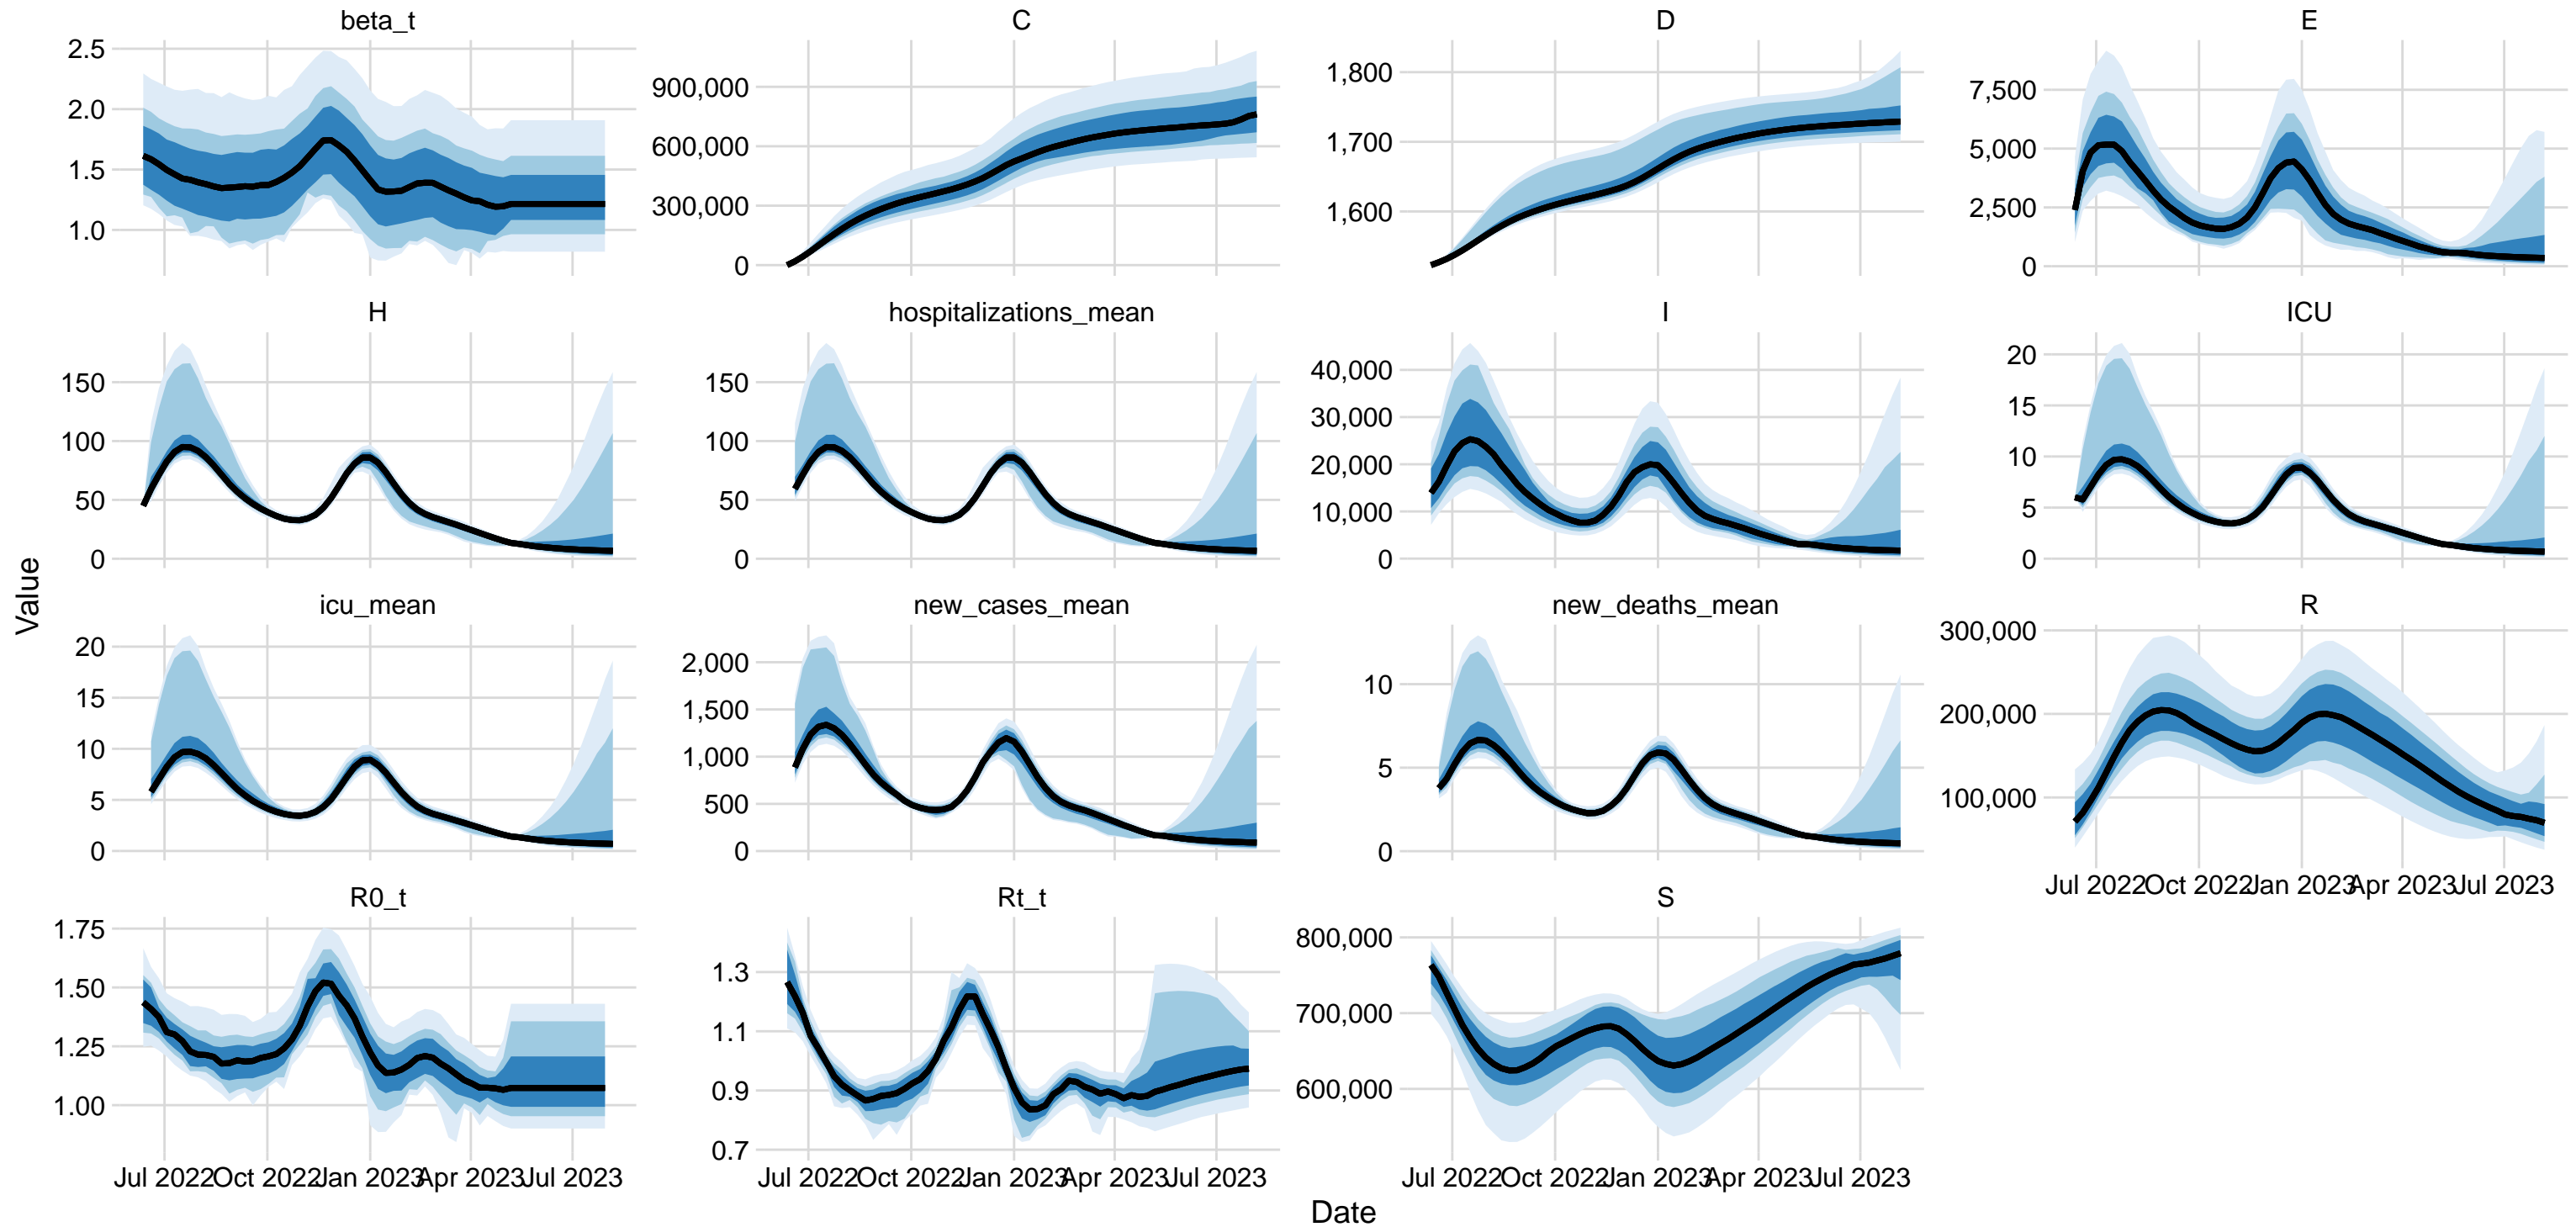 beta_t
C
D
E
2.5
2.0
1.5
1.0
900,000
600,000
300,000
0
1,800
1,700
1,600
7,500
5,000
2,500
0
H
hospitalizations_mean
I
ICU
150
100
50
0
150
100
50
0
40,000
30,000
20,000
10,000
0
20
15
10
5
0
Value
icu_mean
new_cases_mean
new_deaths_mean
R
20
15
10
5
0
2,000
1,500
1,000
500
0
10
5
0
300,000
200,000
100,000
Jul 2022 Oct 2022 Jan 2023 Apr 2023 Jul 2023
R0_t
Rt_t
S
1.75
1.50
1.25
1.00
1.3
1.1
0.9
0.7
800,000
700,000
600,000
Jul 2022 Oct 2022 Jan 2023 Apr 2023 Jul 2023
Jul 2022 Oct 2022 Jan 2023 Apr 2023 Jul 2023
Jul 2022 Oct 2022 Jan 2023 Apr 2023 Jul 2023
Date